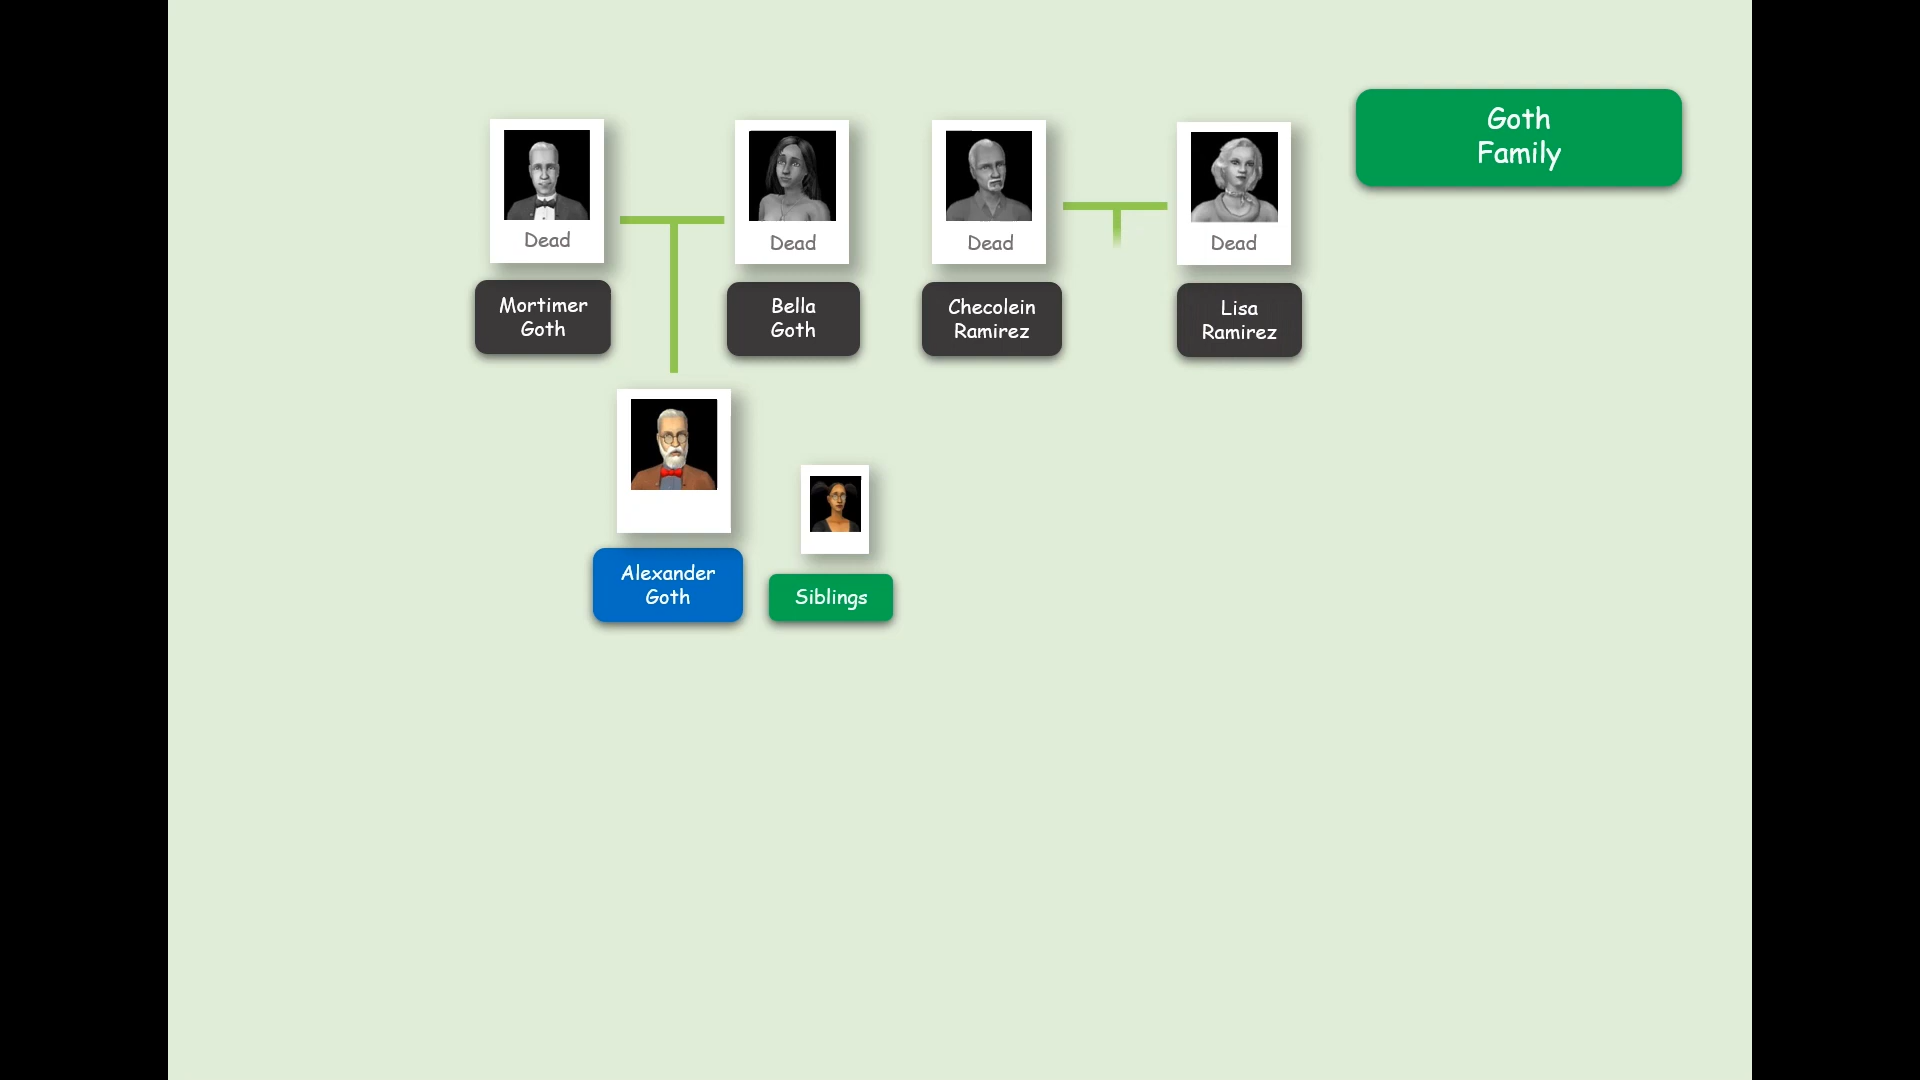 Goth
Family
Dead
Dead
Dead
Dead
Mortimer
Goth
Bella
Goth
Checolein
Ramirez
Lisa
Ramirez
Alexander
Goth
Siblings